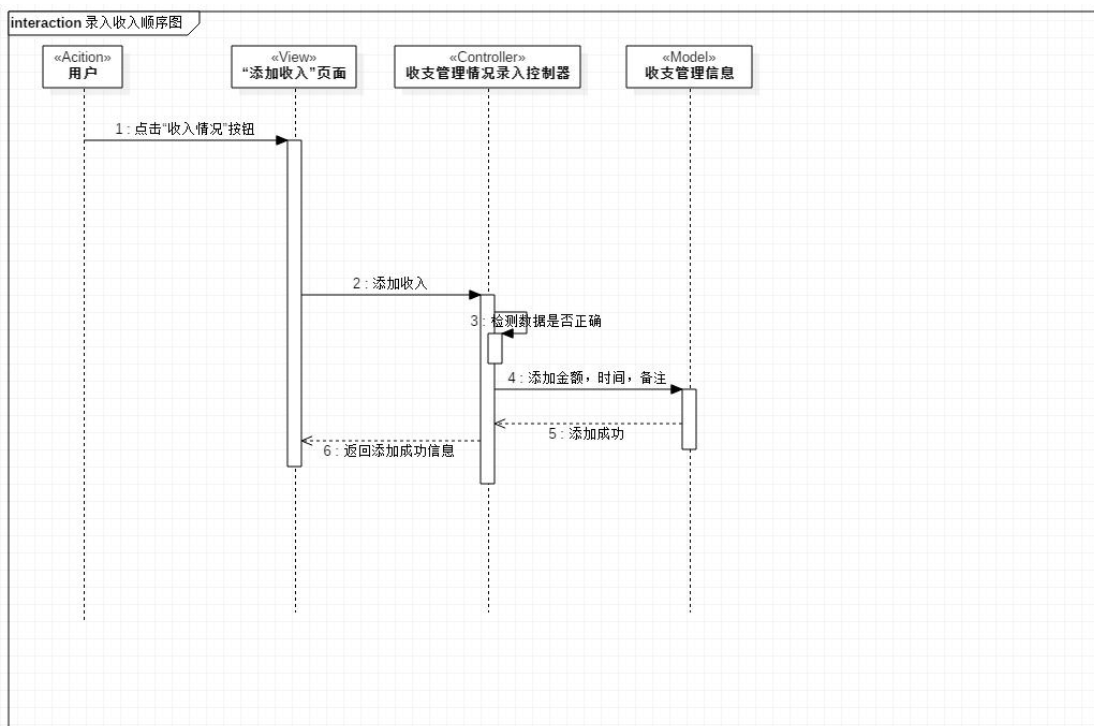 interaction 录入收入顺序图
«Acition»
用户
«View»
“添加收入”页面
«Controller»
收支管理情况录入控制器
«Model»
收支管理信息
1 : 点击“收入情况”按钮
2 : 添加收入
3 : 检测数据是否正确
4 : 添加金额，时间，备注
5 : 添加成功
6 : 返回添加成功信息